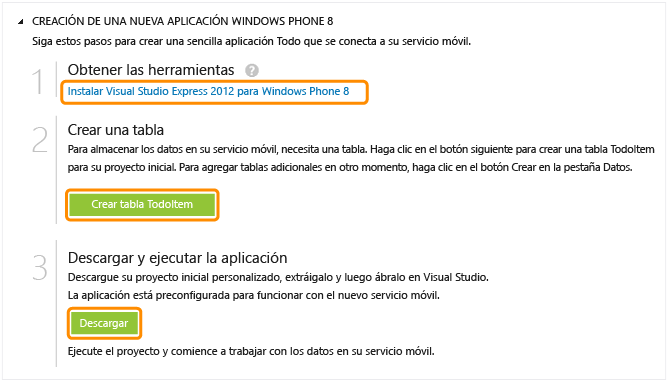 CREACIÓN DE UNA NUEVA APLICACIÓN WINDOWS PHONE 8
Siga estos pasos para crear una sencilla aplicación Todo que se conecta a su servicio móvil.
1 Obtener las herramientas ?
Instalar Visual Studio Express 2012 para Windows Phone 8
2 Crear una tabla
Para almacenar los datos en su servicio móvil, necesita una tabla. Haga clic en el botón siguiente para crear una tabla TodoItem
para su proyecto inicial. Para agregar tablas adicionales en otro momento, haga clic en el botón Crear en la pestaña Datos.
Crear tabla TodoItem
3 Descargar y ejecutar la aplicación
Descargue su proyecto inicial personalizado, extráigalo y luego ábralo en Visual Studio.
La aplicación está preconfigurada para funcionar con el nuevo servicio móvil.
Descargar
Ejecute el proyecto y comience a trabajar con los datos en su servicio móvil.